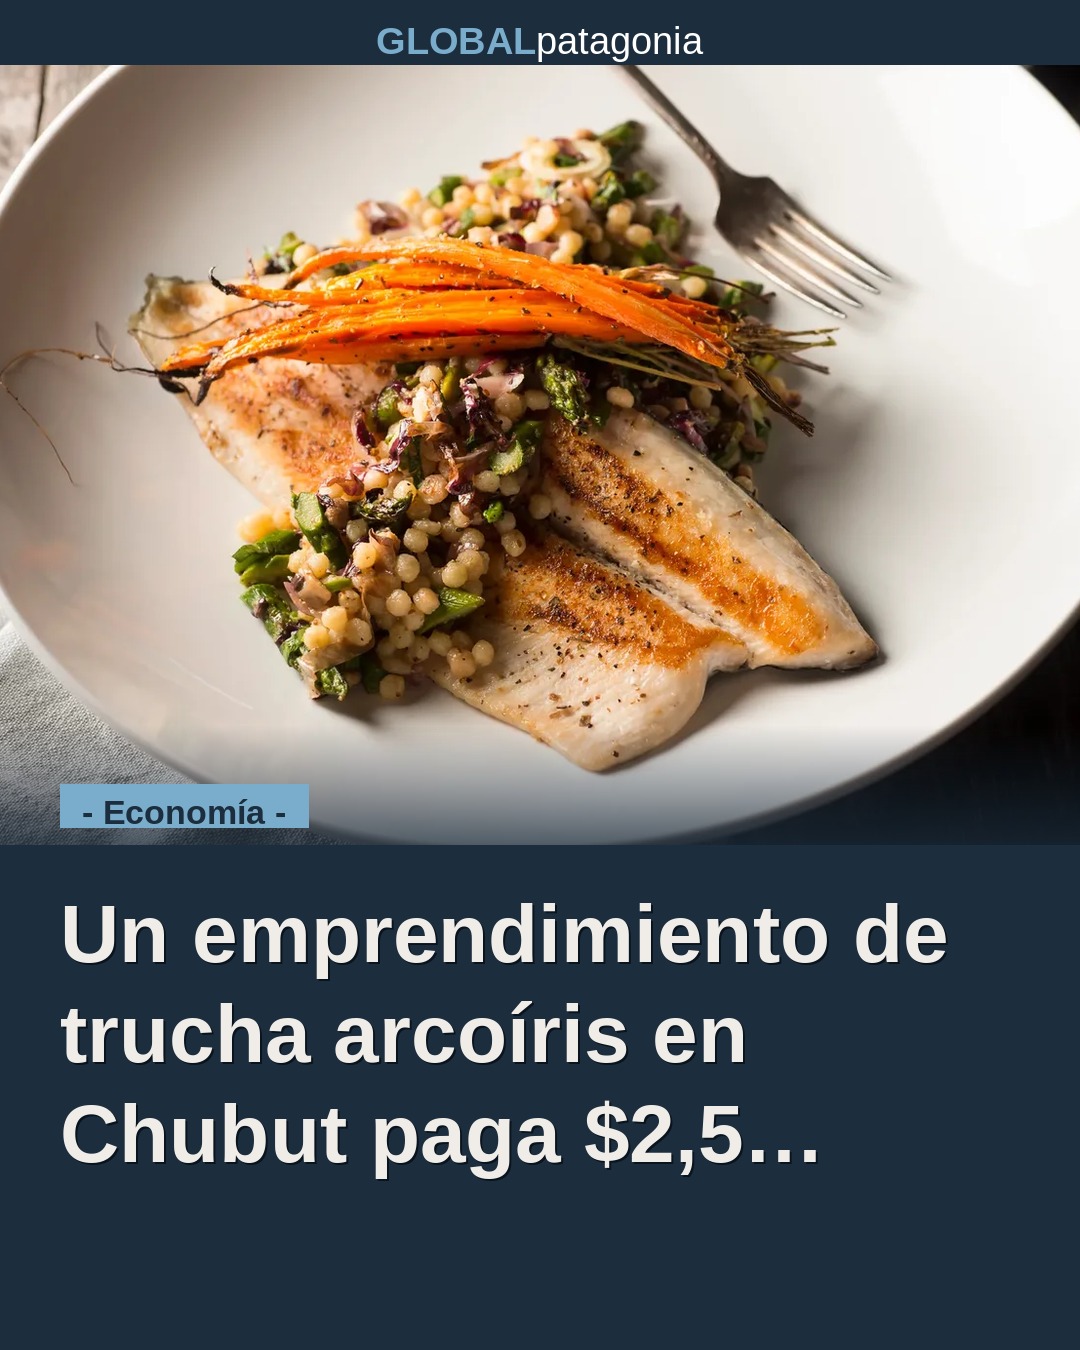 GLOBALpatagonia
- Economía -
Un emprendimiento de
trucha arcoíris en
Chubut paga $2,5...